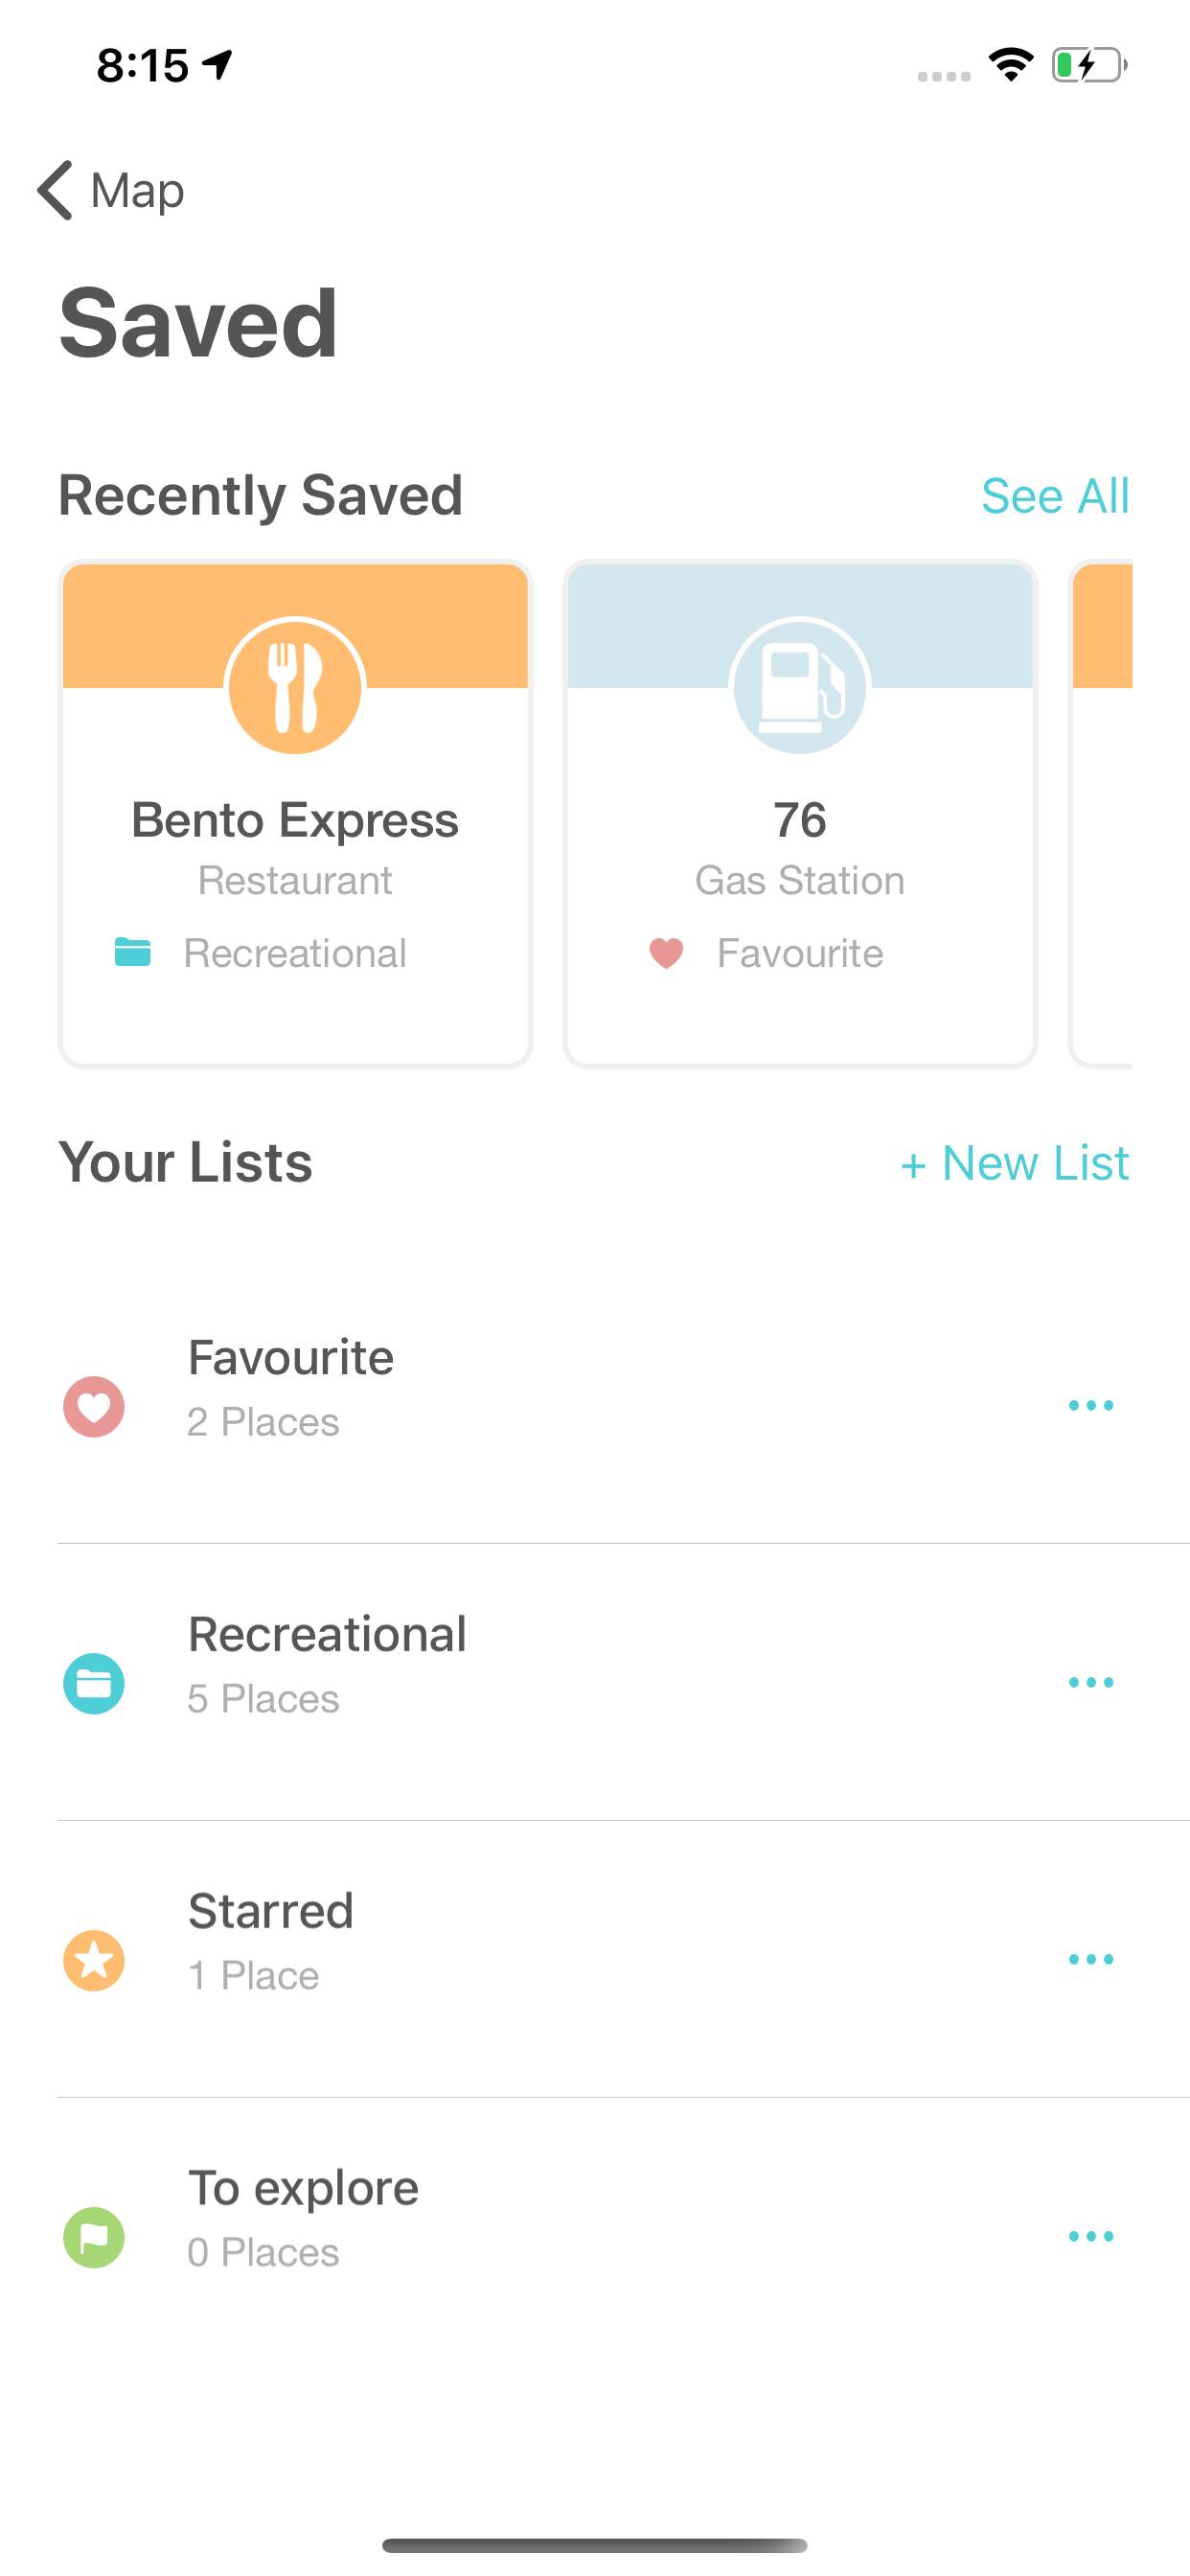 8:15
Map
Saved
Recently Saved
See All
Bento Express
Restaurant
Recreational
76
Gas Station
Favourite
Your Lists
+ New List
Favourite
2 Places
Recreational
5 Places
Starred
1 Place
To explore
0 Places